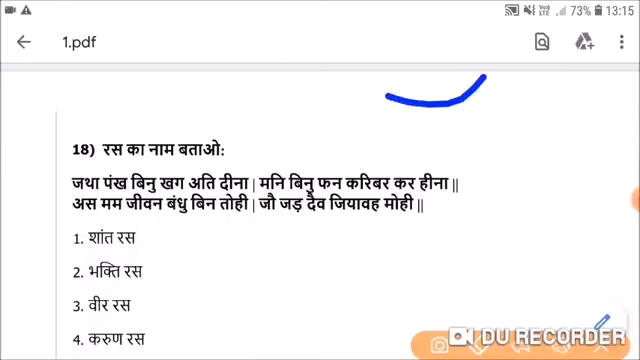 13:15
73%
1.pdf
18) रस का नाम बताओ:
जथा पंख बिनु खग अति दीना | मनि बिनु फन करिबर कर हीना ||
अस मम जीवन बंधु बिन तोही | जौ जड़ दैव जियावह मोही ||
1. शांत रस
2. भक्ति रस
3. वीर रस
4. करुण रस
DU RECORDER